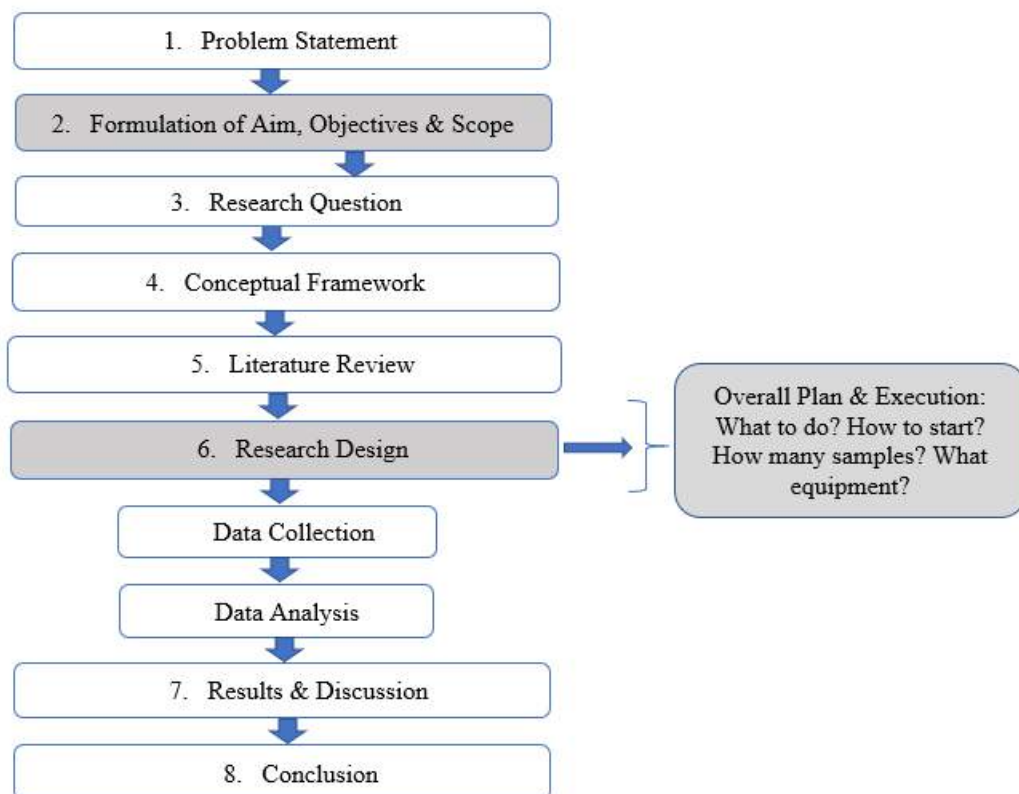 1. Problem Statement
2. Formulation of Aim, Objectives & Scope
3. Research Question
4. Conceptual Framework
5. Literature Review
6. Research Design
Overall Plan & Execution:
What to do? How to start?
How many samples? What
equipment?
Data Collection
Data Analysis
7. Results & Discussion
8. Conclusion